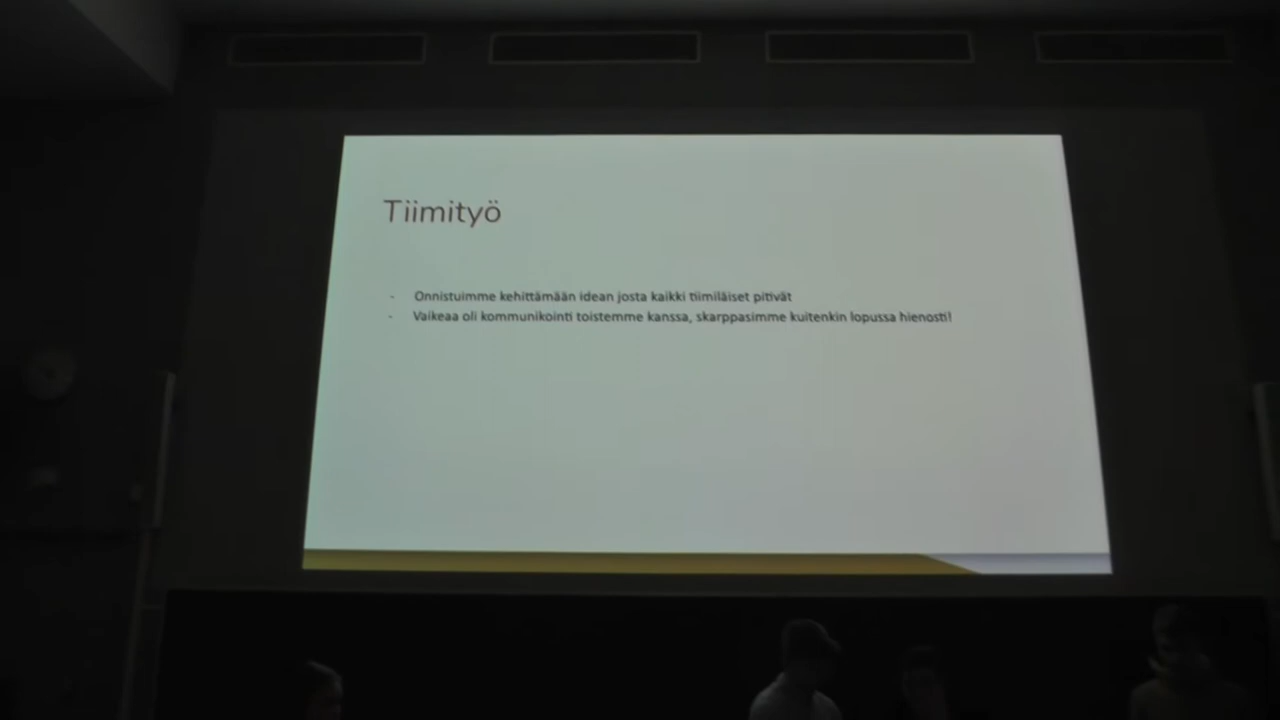 Tiimityö
- Onnistuimme kehittämään idean josta kaikki tiimiläiset pitivät
- Vaikeaa oli kommunikointi toistemme kanssa, skarppasimme kuitenkin lopussa hienosti!